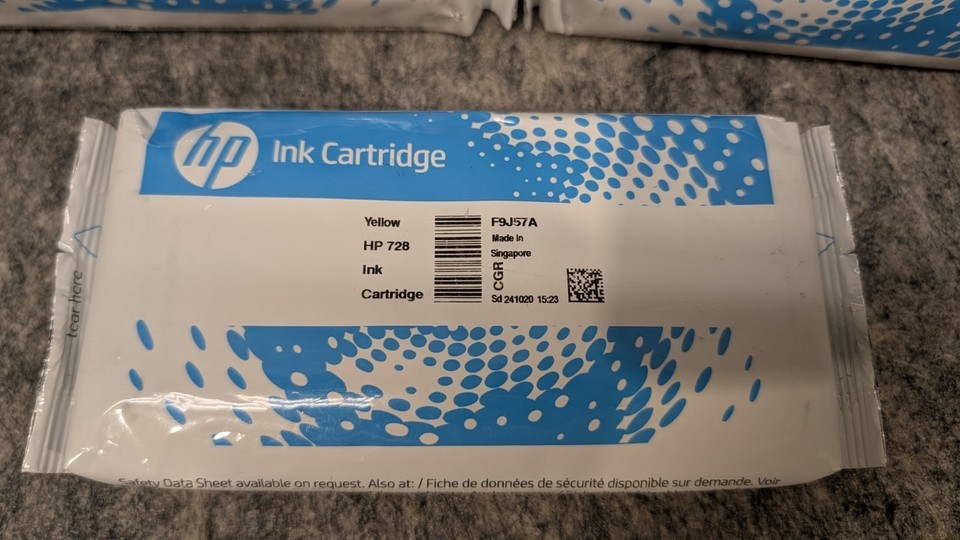 hp Ink Cartridge
Yellow
HP 728
Ink
Cartridge
F9J57A
Made in
Singapore
CGR
Sd 241020 15:23
tear here
Safety Data Sheet available on request. Also at: / Fiche de données de sécurité disponible sur demande. Voir